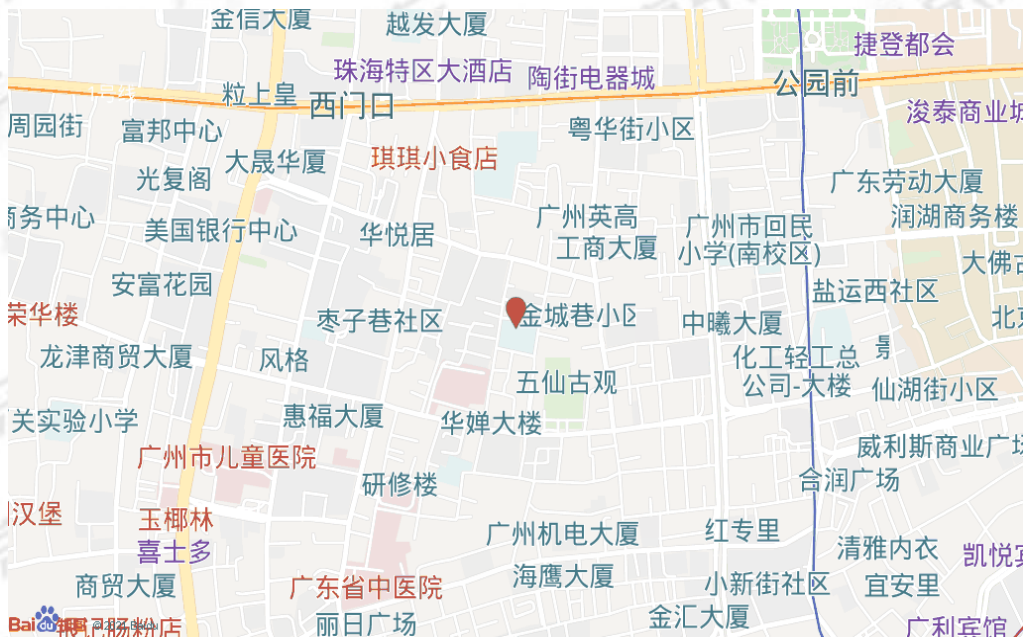 金信大厦
越发大厦
捷登都会
珠海特区大酒店
陶街电器城
公园前
粒上皇
西门口
浚泰商业城
周园街
富邦中心
粤华街小区
大晟华厦
琪琪小食店
光复阁
广东劳动大厦
商务中心
美国银行中心
华悦居
广州英高
工商大厦
广州市回民
小学(南校区)
润湖商务楼
大佛古
安富花园
盐运西社区
荣华楼
枣子巷社区
金城巷小区
中曦大厦
北京
龙津商贸大厦
风格
化工轻工总
公司-大楼
五仙古观
仙湖街小区
关实验小学
惠福大厦
华婵大楼
威利斯商业广场
广州市儿童医院
研修楼
合润广场
汉堡
玉椰林
广州机电大厦
红专里
喜士多
清雅内衣
凯悦宾
商贸大厦
广东省中医院
海鹰大厦
小新街社区
宜安里
Baidu
银记肠粉店
丽日广场
金汇大厦
广利宾馆